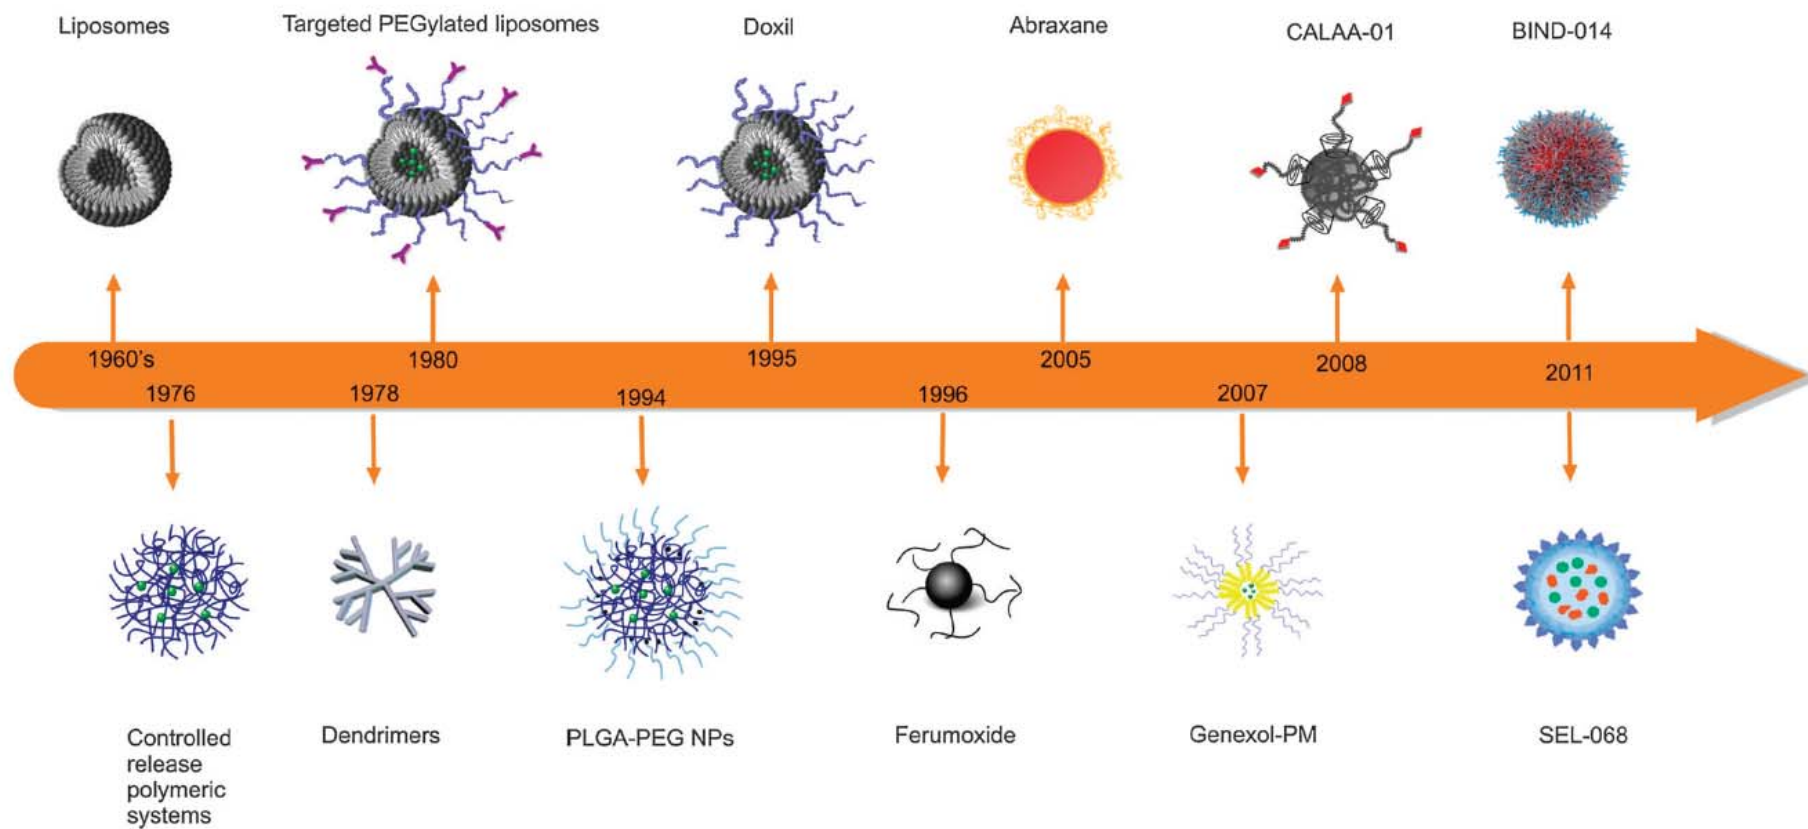 Liposomes
Targeted PEGylated liposomes
Doxil
Abraxane
CALAA-01
BIND-014
1960's
1980
1995
2005
2008
2011
1976
1978
1994
1996
2007
Controlled
release
polymeric
systems
Dendrimers
PLGA-PEG NPs
Ferumoxide
Genexol-PM
SEL-068